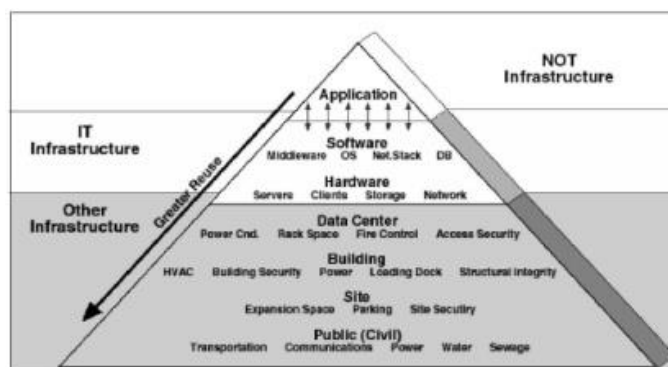 NOT
Infrastructure
Application
IT
Infrastructure
Software
Middleware OS Net.Stack DB
Hardware
Servers Clients Storage Network
Greater Reuse
Other
Infrastructure
Data Center
Power Cnd. Rack Space Fire Control Access Security
Building
HVAC Building Security Power Loading Dock Structural Integrity
Site
Expansion Space Parking Site Secutiry
Public (Civil)
Transportation Communications Power Water Sewage